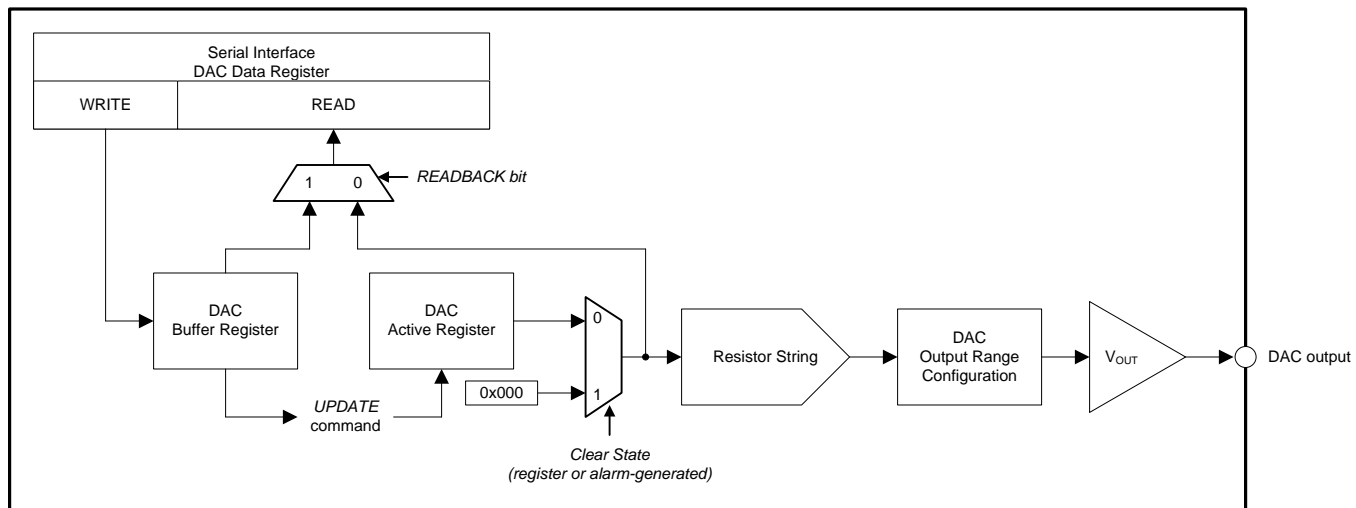 Serial Interface
DAC Data Register
WRITE
READ
1
0
READBACK bit
DAC
Buffer Register
DAC
Active Register
0
1
0x000
UPDATE
command
Clear State
(register or alarm-generated)
Resistor String
DAC
Output Range
Configuration
VOUT
DAC output